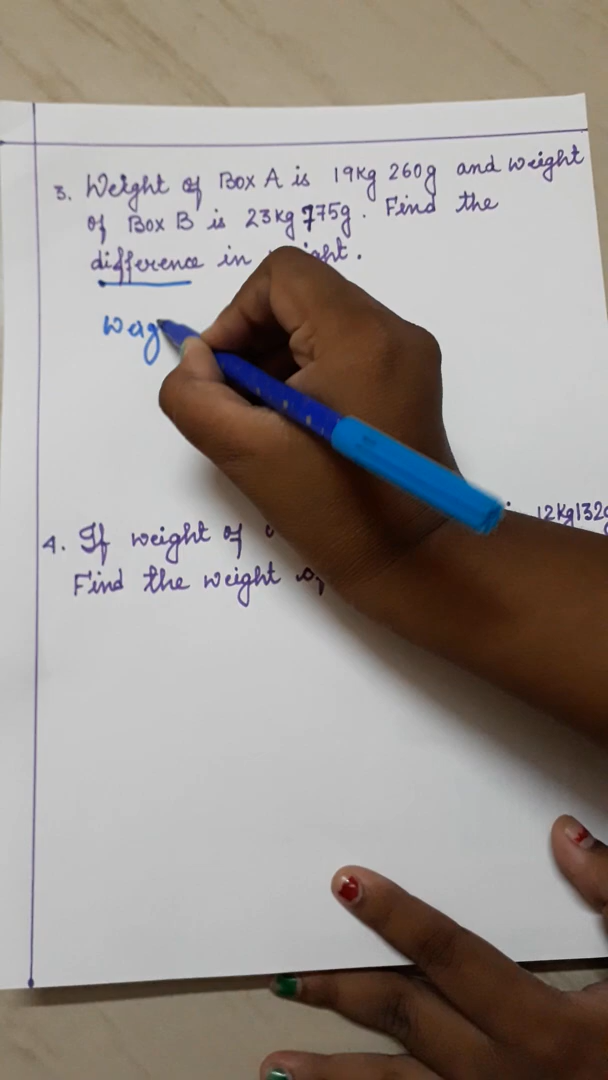 3. Weight of Box A is 19Kg 260g and weight
of Box B is 23Kg 775g. Find the
difference in
Weig
4. If weight of 12Kg132g
Find the weight